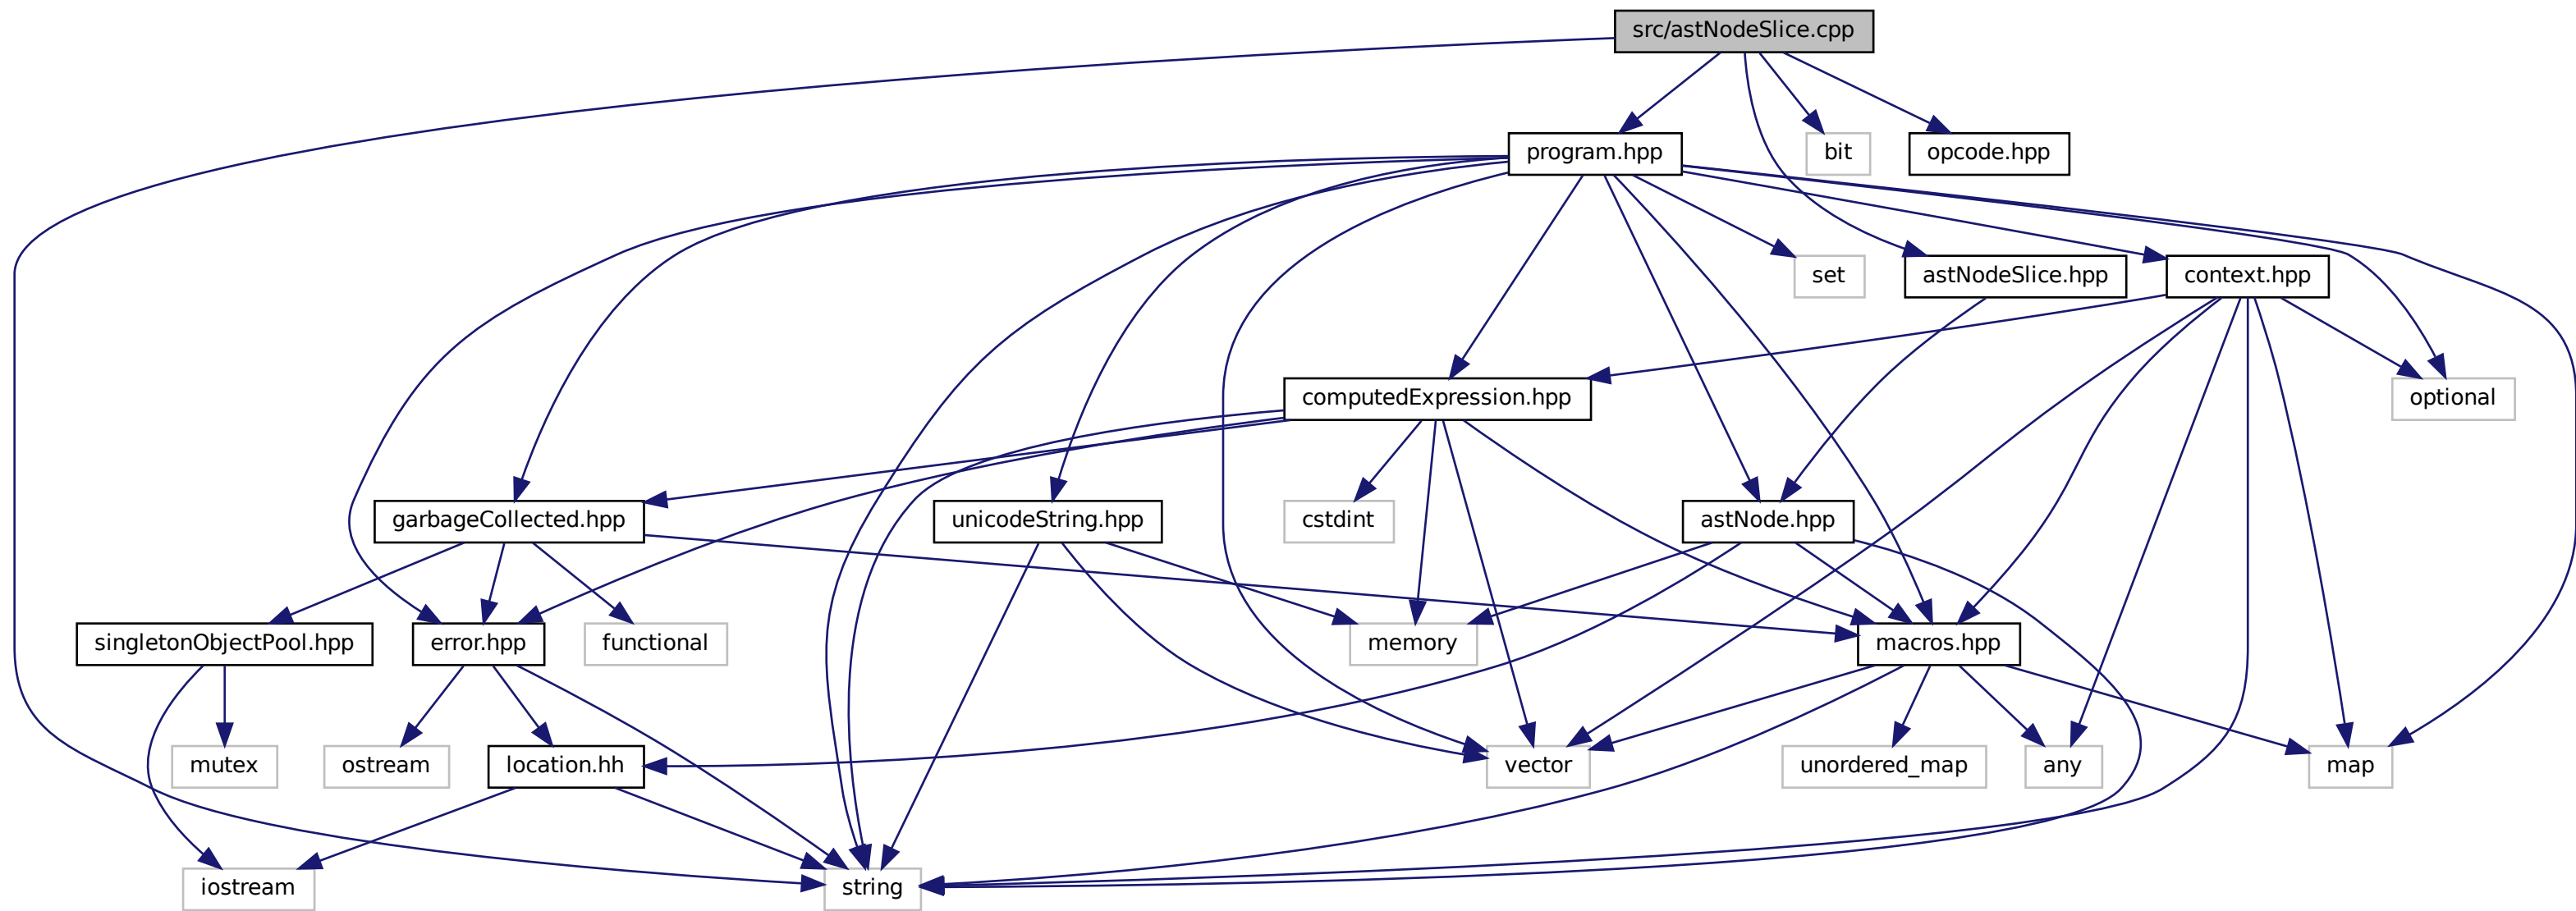 src/astNodeSlice.cpp
program.hpp
bit
opcode.hpp
set
astNodeSlice.hpp
context.hpp
computedExpression.hpp
optional
garbageCollected.hpp
unicodeString.hpp
cstdint
astNode.hpp
singletonObjectPool.hpp
error.hpp
functional
memory
macros.hpp
mutex
ostream
location.hh
vector
unordered_map
any
map
iostream
string